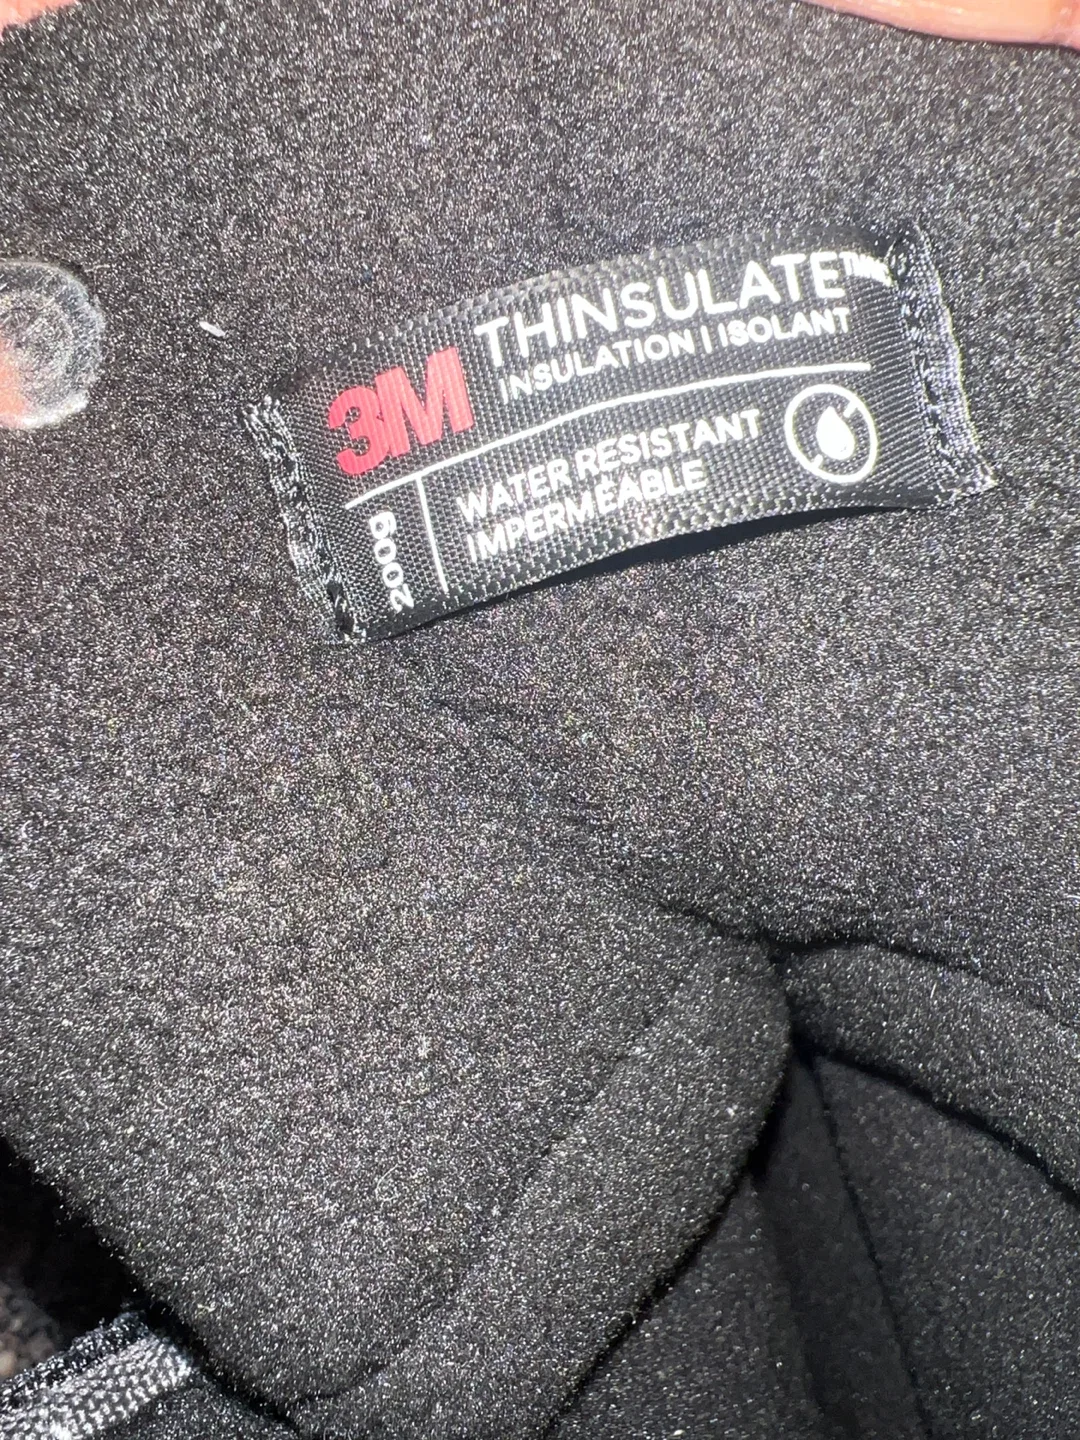 3M THINSULATE™
INSULATION | ISOLANT
200g
WATER RESISTANT
IMPERMÉABLE